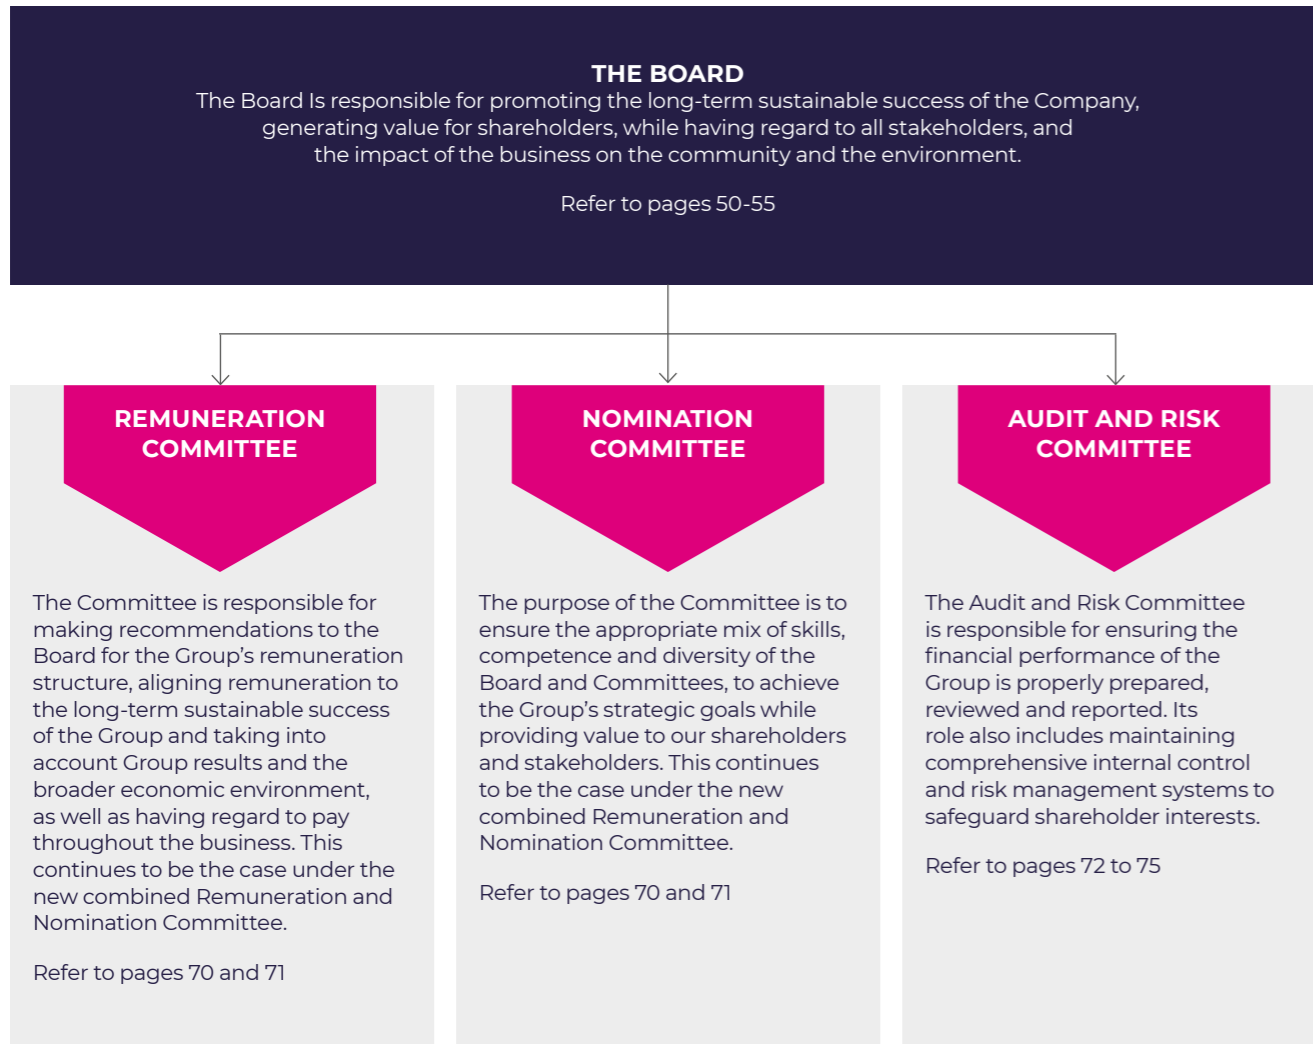 THE BOARD
The Board Is responsible for promoting the long-term sustainable success of the Company,
generating value for shareholders, while having regard to all stakeholders, and
the impact of the business on the community and the environment.
Refer to pages 50-55
REMUNERATION
COMMITTEE
The Committee is responsible for
making recommendations to the
Board for the Group’s remuneration
structure, aligning remuneration to
the long-term sustainable success
of the Group and taking into
account Group results and the
broader economic environment,
as well as having regard to pay
throughout the business. This
continues to be the case under the
new combined Remuneration and
Nomination Committee.
Refer to pages 70 and 71
NOMINATION
COMMITTEE
The purpose of the Committee is to
ensure the appropriate mix of skills,
competence and diversity of the
Board and Committees, to achieve
the Group’s strategic goals while
providing value to our shareholders
and stakeholders. This continues
to be the case under the new
combined Remuneration and
Nomination Committee.
Refer to pages 70 and 71
AUDIT AND RISK
COMMITTEE
The Audit and Risk Committee
is responsible for ensuring the
financial performance of the
Group is properly prepared,
reviewed and reported. Its
role also includes maintaining
comprehensive internal control
and risk management systems to
safeguard shareholder interests.
Refer to pages 72 to 75